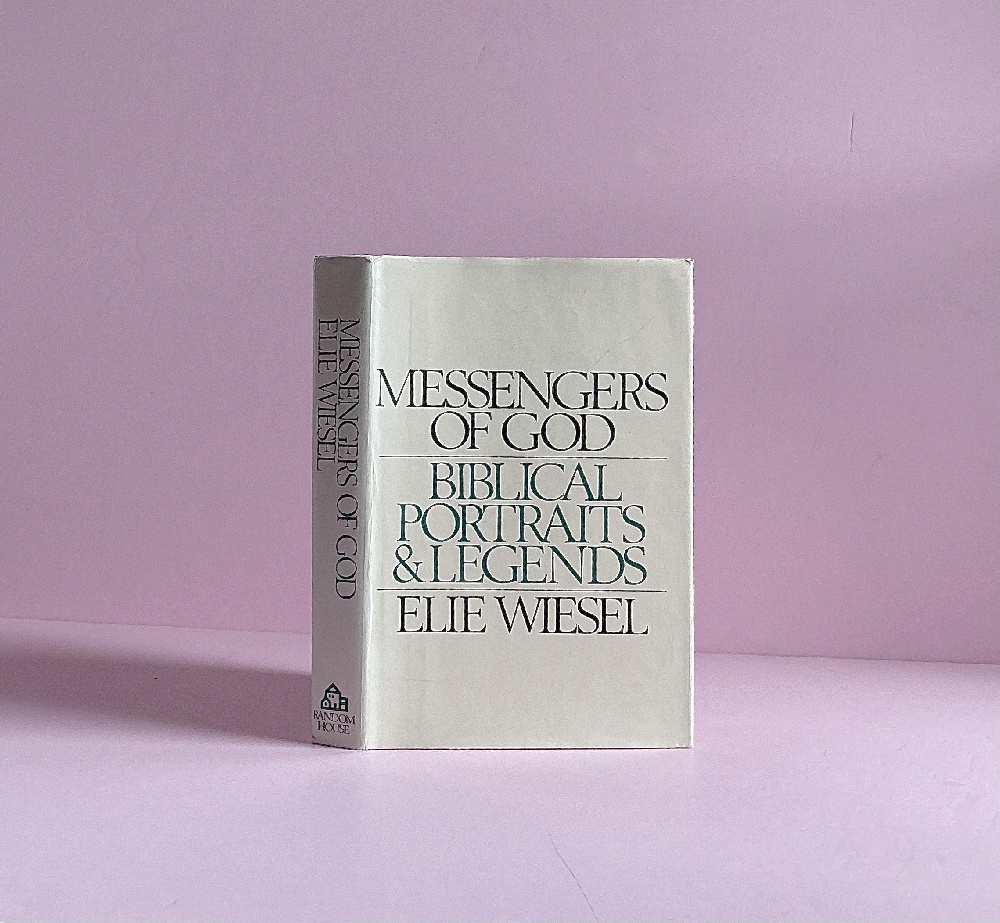 MESSENGERS OF GOD
ELIE WIESEL
RANDOM
HOUSE
MESSENGERS
OF GOD
BIBLICAL
PORTRAITS
& LEGENDS
ELIE WIESEL